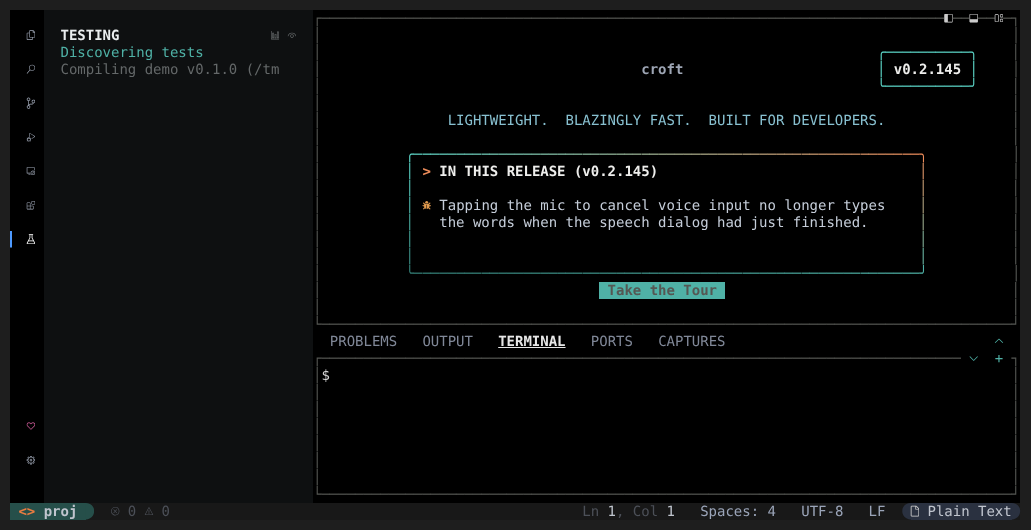 TESTING
Discovering tests
Compiling demo v0.1.0 (/tm
croft
v0.2.145
LIGHTWEIGHT. BLAZINGLY FAST. BUILT FOR DEVELOPERS.
> IN THIS RELEASE (v0.2.145)
Tapping the mic to cancel voice input no longer types
the words when the speech dialog had just finished.
Take the Tour
PROBLEMS OUTPUT TERMINAL PORTS CAPTURES
$
<> proj 0 0 Ln 1, Col 1 Spaces: 4 UTF-8 LF Plain Text